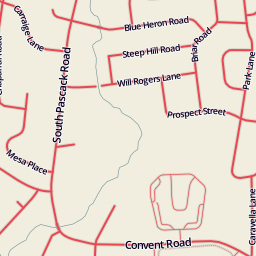 Carraige Lane
Blue Heron Road
Steep Hill Road
Briar Road
Will Rogers Lane
Park Lane
South Pascack Road
Prospect Street
Mesa Place
Caravella Lane
Convent Road